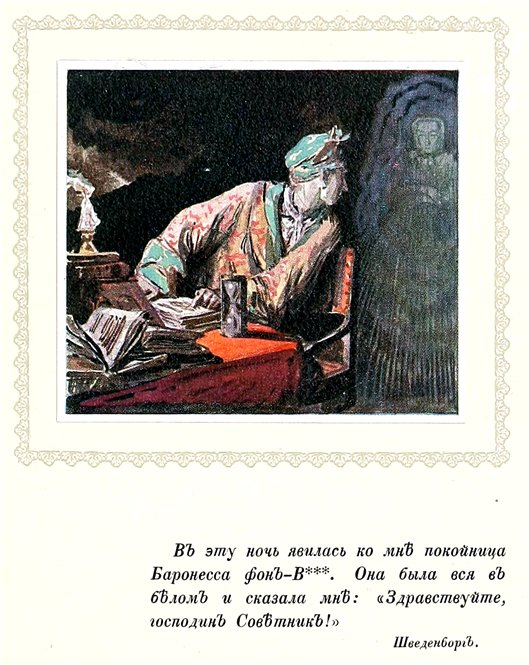 Въ эту ночь явилась ко мнѣ покойница
Баронесса фонъ–В***. Она была вся въ
бѣломъ и сказала мнѣ: «Здравствуйте,
господинъ Совѣтникъ!»
Шведенборгъ.